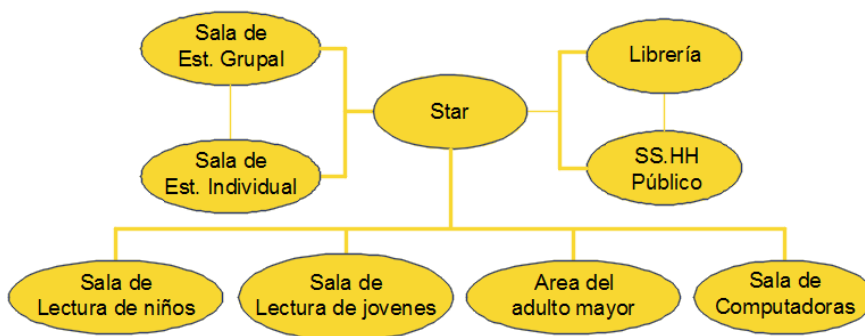 Sala de
Est. Grupal
Librería
Star
Sala de
Est. Individual
SS.HH
Público
Sala de
Lectura de niños
Sala de
Lectura de jovenes
Area del
adulto mayor
Sala de
Computadoras